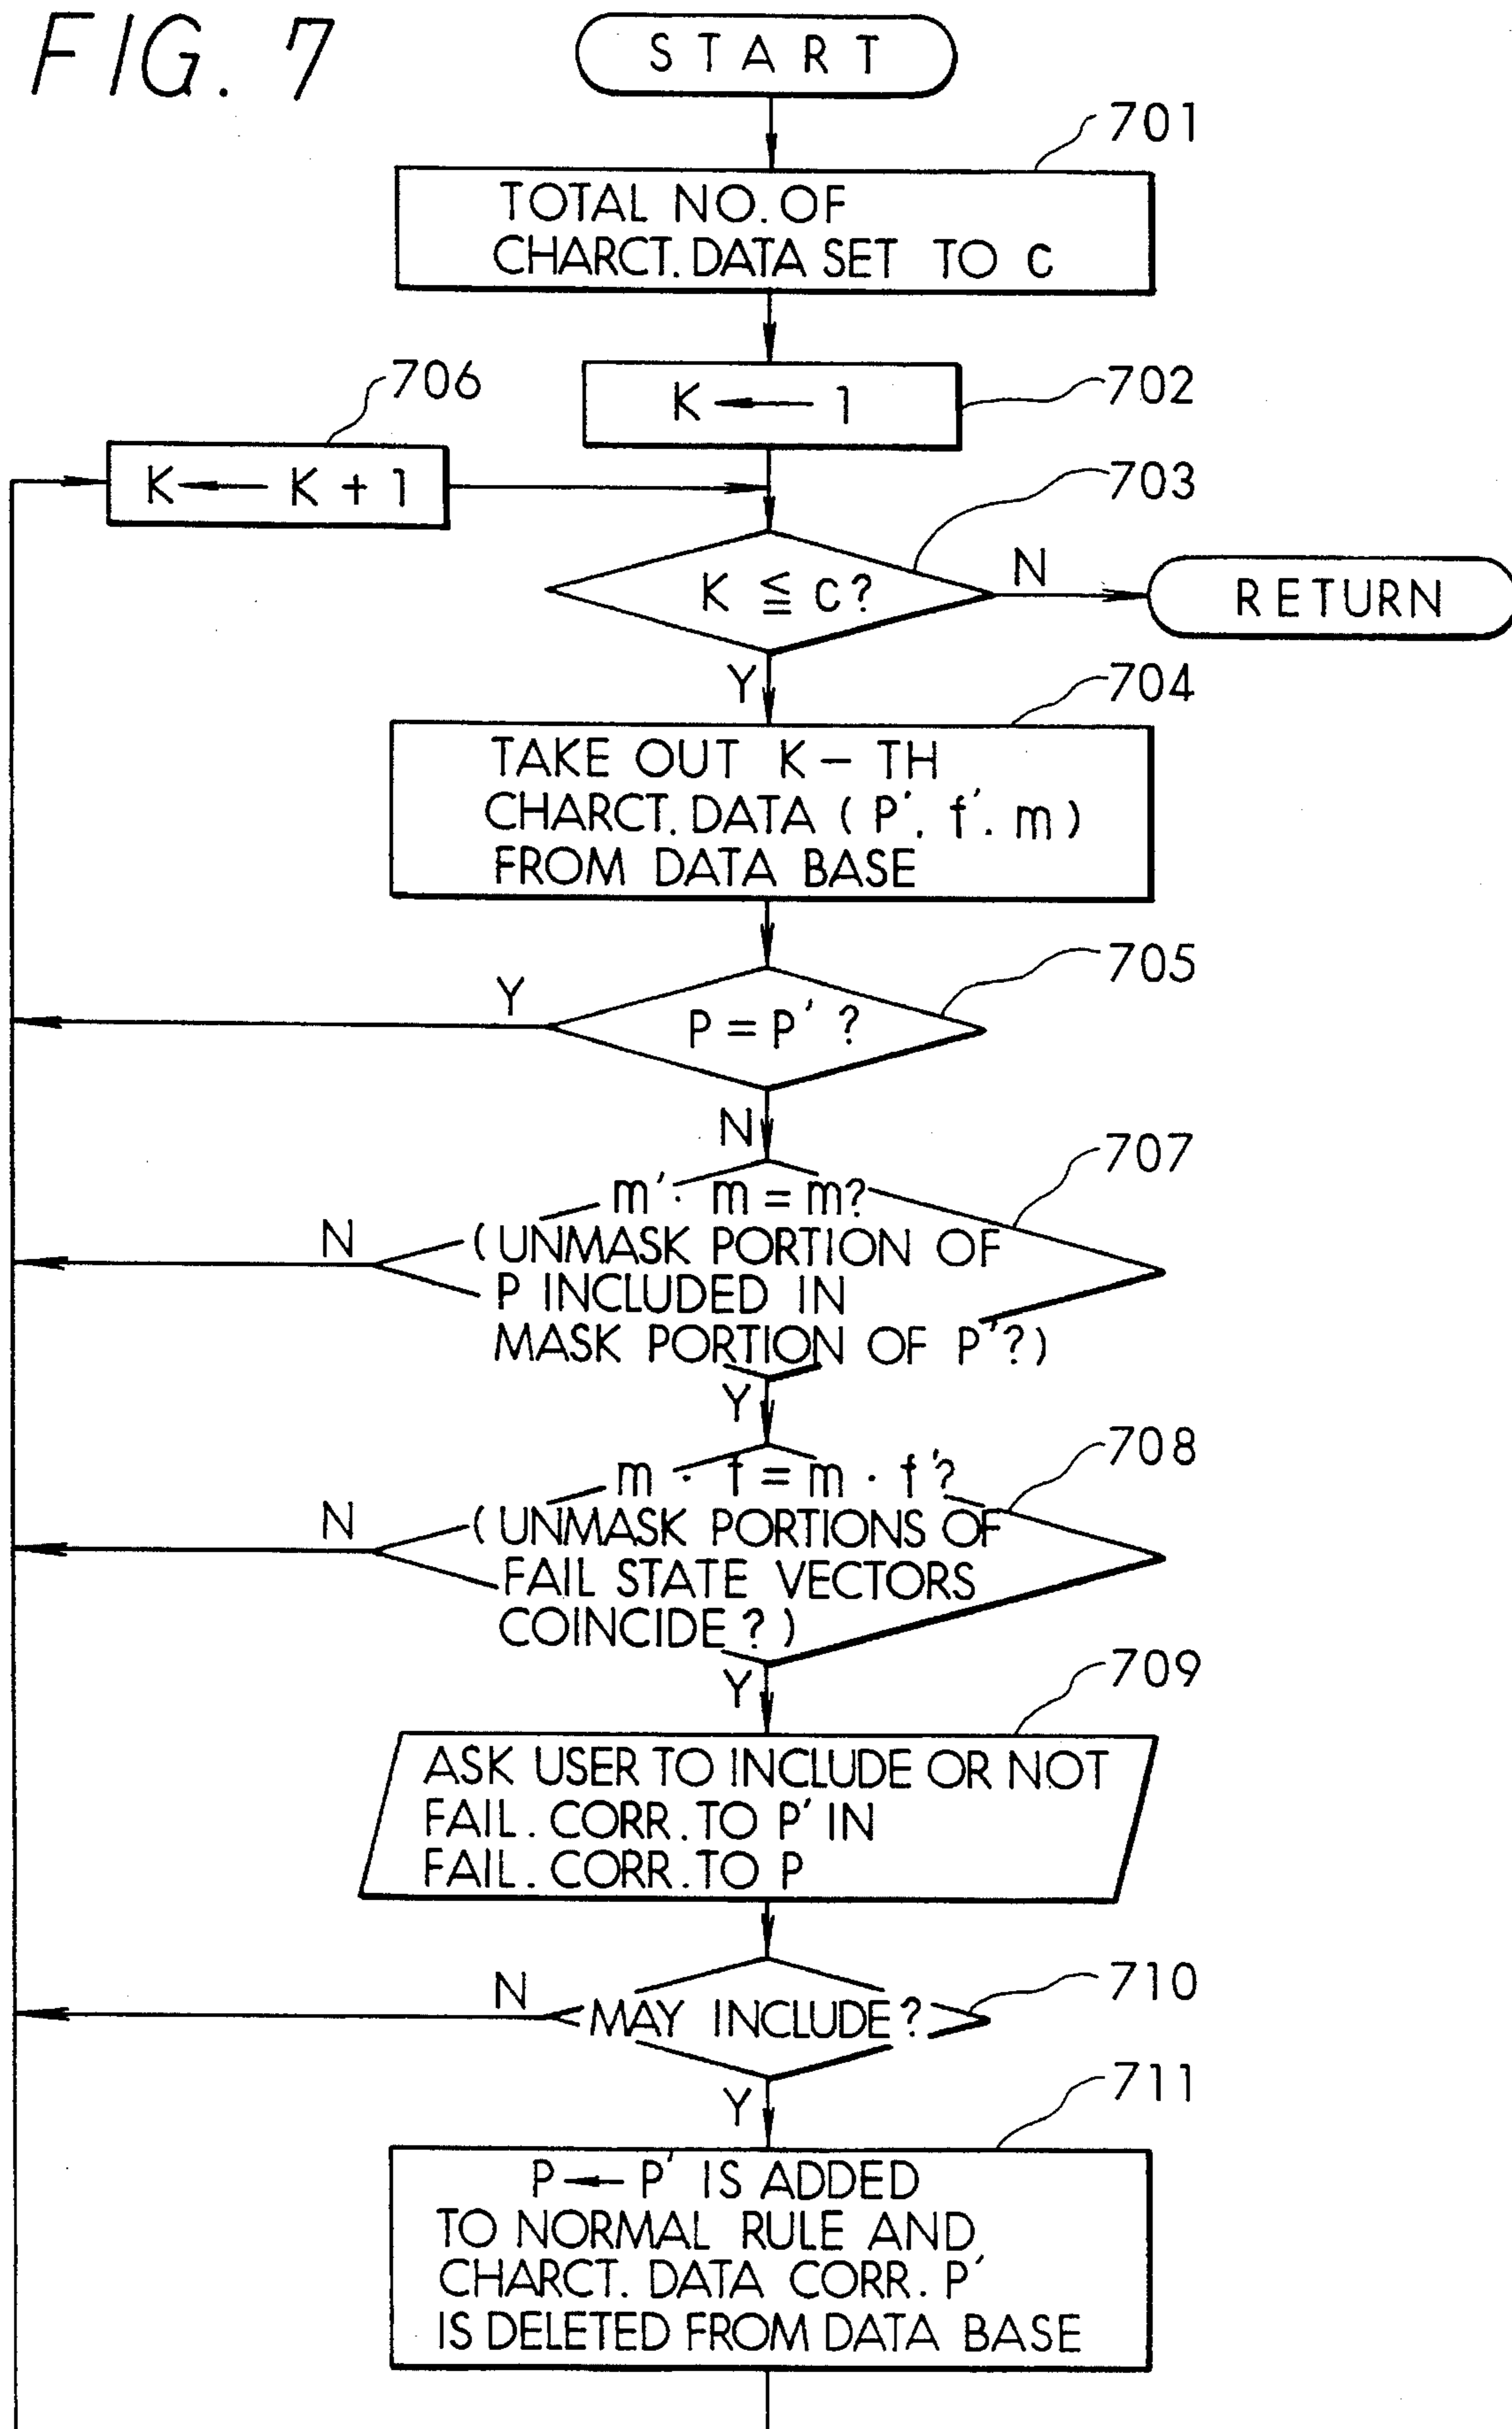 FIG. 7
START
701
TOTAL NO. OF
CHARCT. DATA SET TO C
706
702
K ← 1
K ← K + 1
703
K ≦ C?
N
RETURN
Y
704
TAKE OUT K - TH
CHARCT. DATA ( P'. f'. m )
FROM DATA BASE
705
Y
P = P' ?
N
707
m'· m = m?
N
( UNMASK PORTION OF
P INCLUDED IN
MASK PORTION OF P'?)
Y
708
m · f = m · f'?
N
( UNMASK PORTIONS OF
FAIL STATE VECTORS
COINCIDE ? )
Y
709
ASK USER TO INCLUDE OR NOT
FAIL. CORR. TO P' IN
FAIL. CORR. TO P
710
N
MAY INCLUDE ?
Y
711
P ← P' IS ADDED
TO NORMAL RULE AND
CHARCT. DATA CORR. P'
IS DELETED FROM DATA BASE